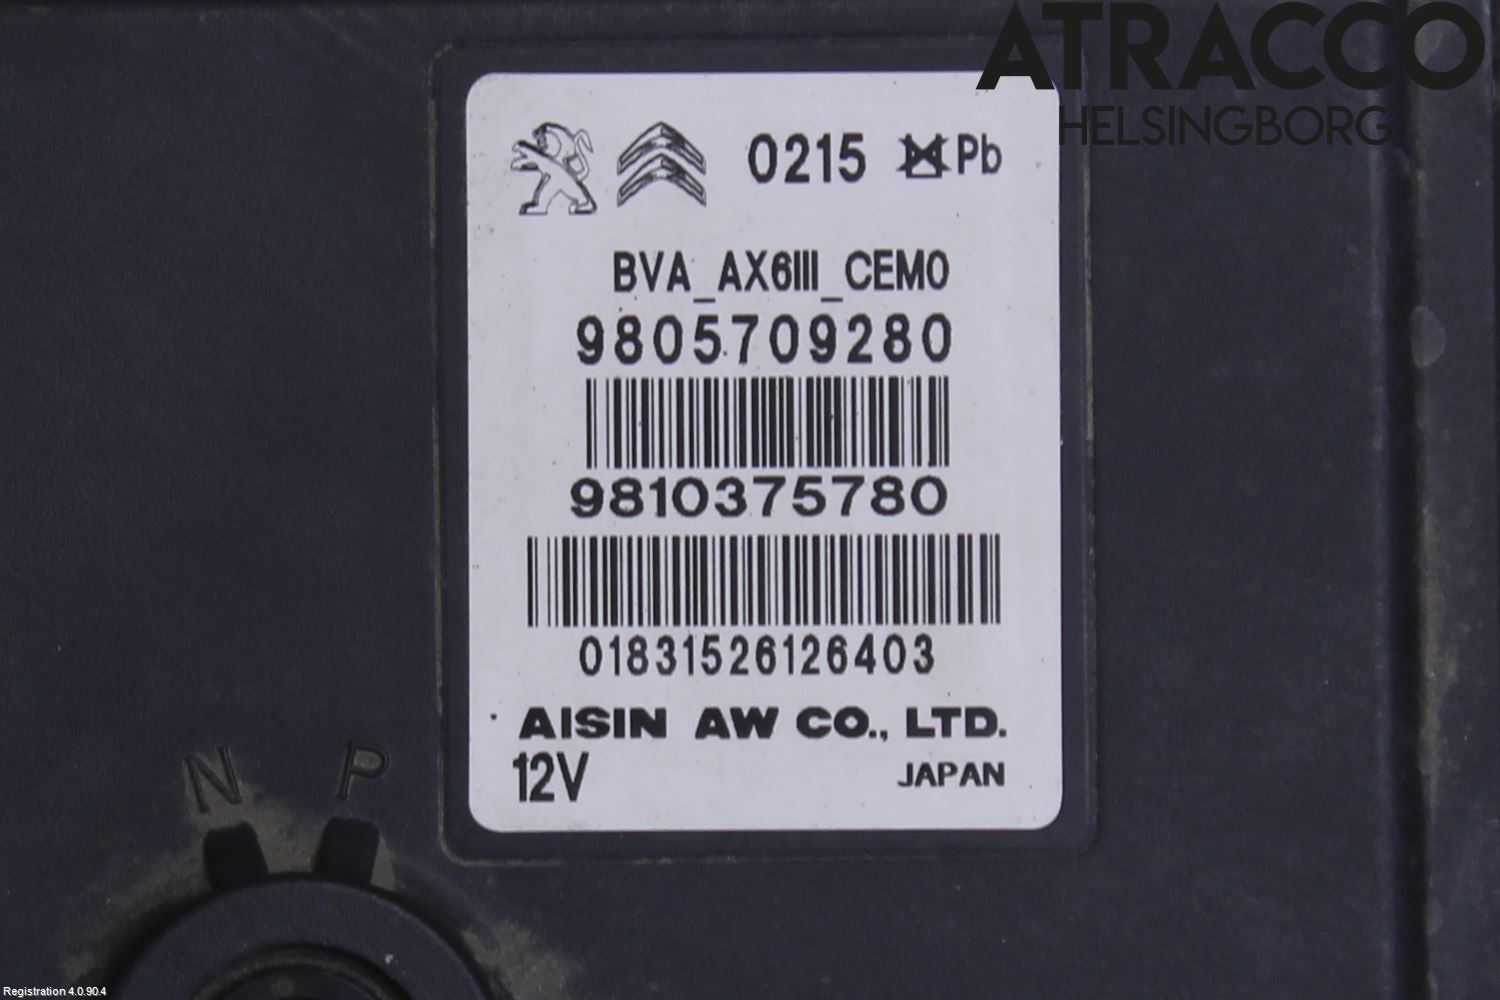 ATRACCO
HELSINGBORG
0215 Pb
BVA_AX6III_CEM0
9805709280
9810375780
01831526126403
AISIN AW CO., LTD.
12V JAPAN
N P
Registration 4.0.90.4